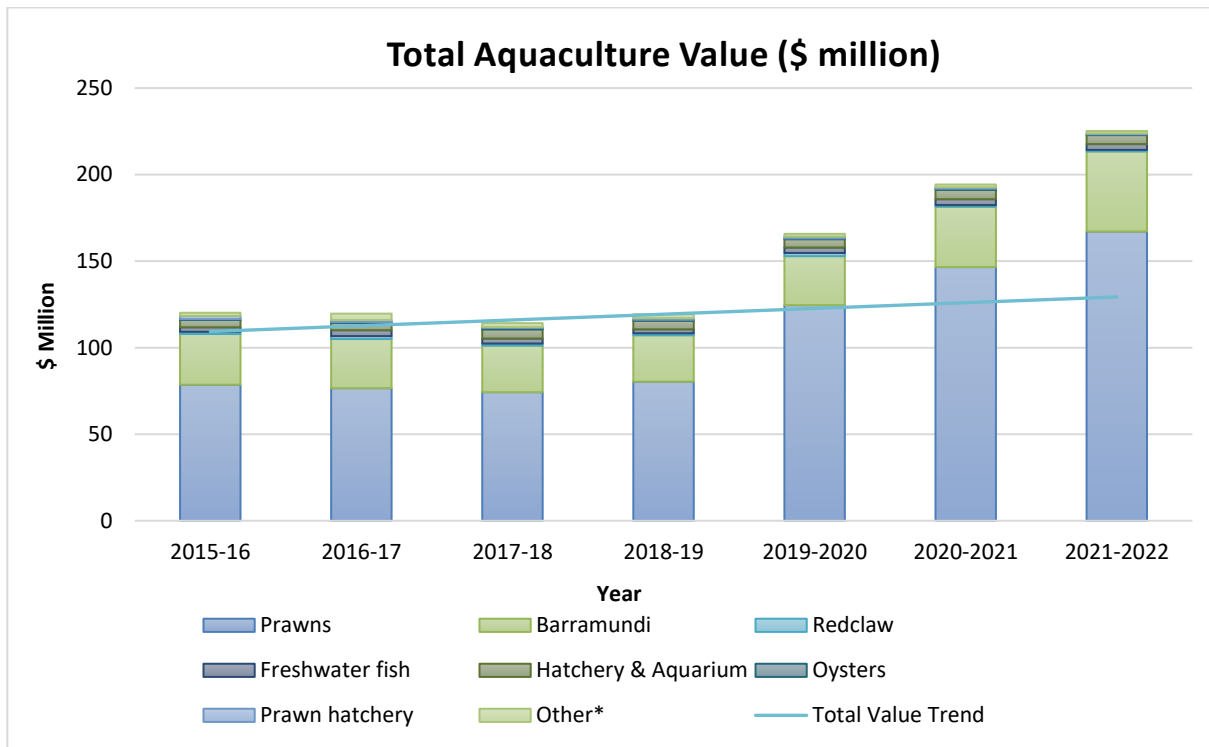 Total Aquaculture Value ($ million)
250
200
150
100
50
0
$ Million
2015-16 2016-17 2017-18 2018-19 2019-2020 2020-2021 2021-2022
Year
Prawns Barramundi Redclaw
Freshwater fish Hatchery & Aquarium Oysters
Prawn hatchery Other* Total Value Trend